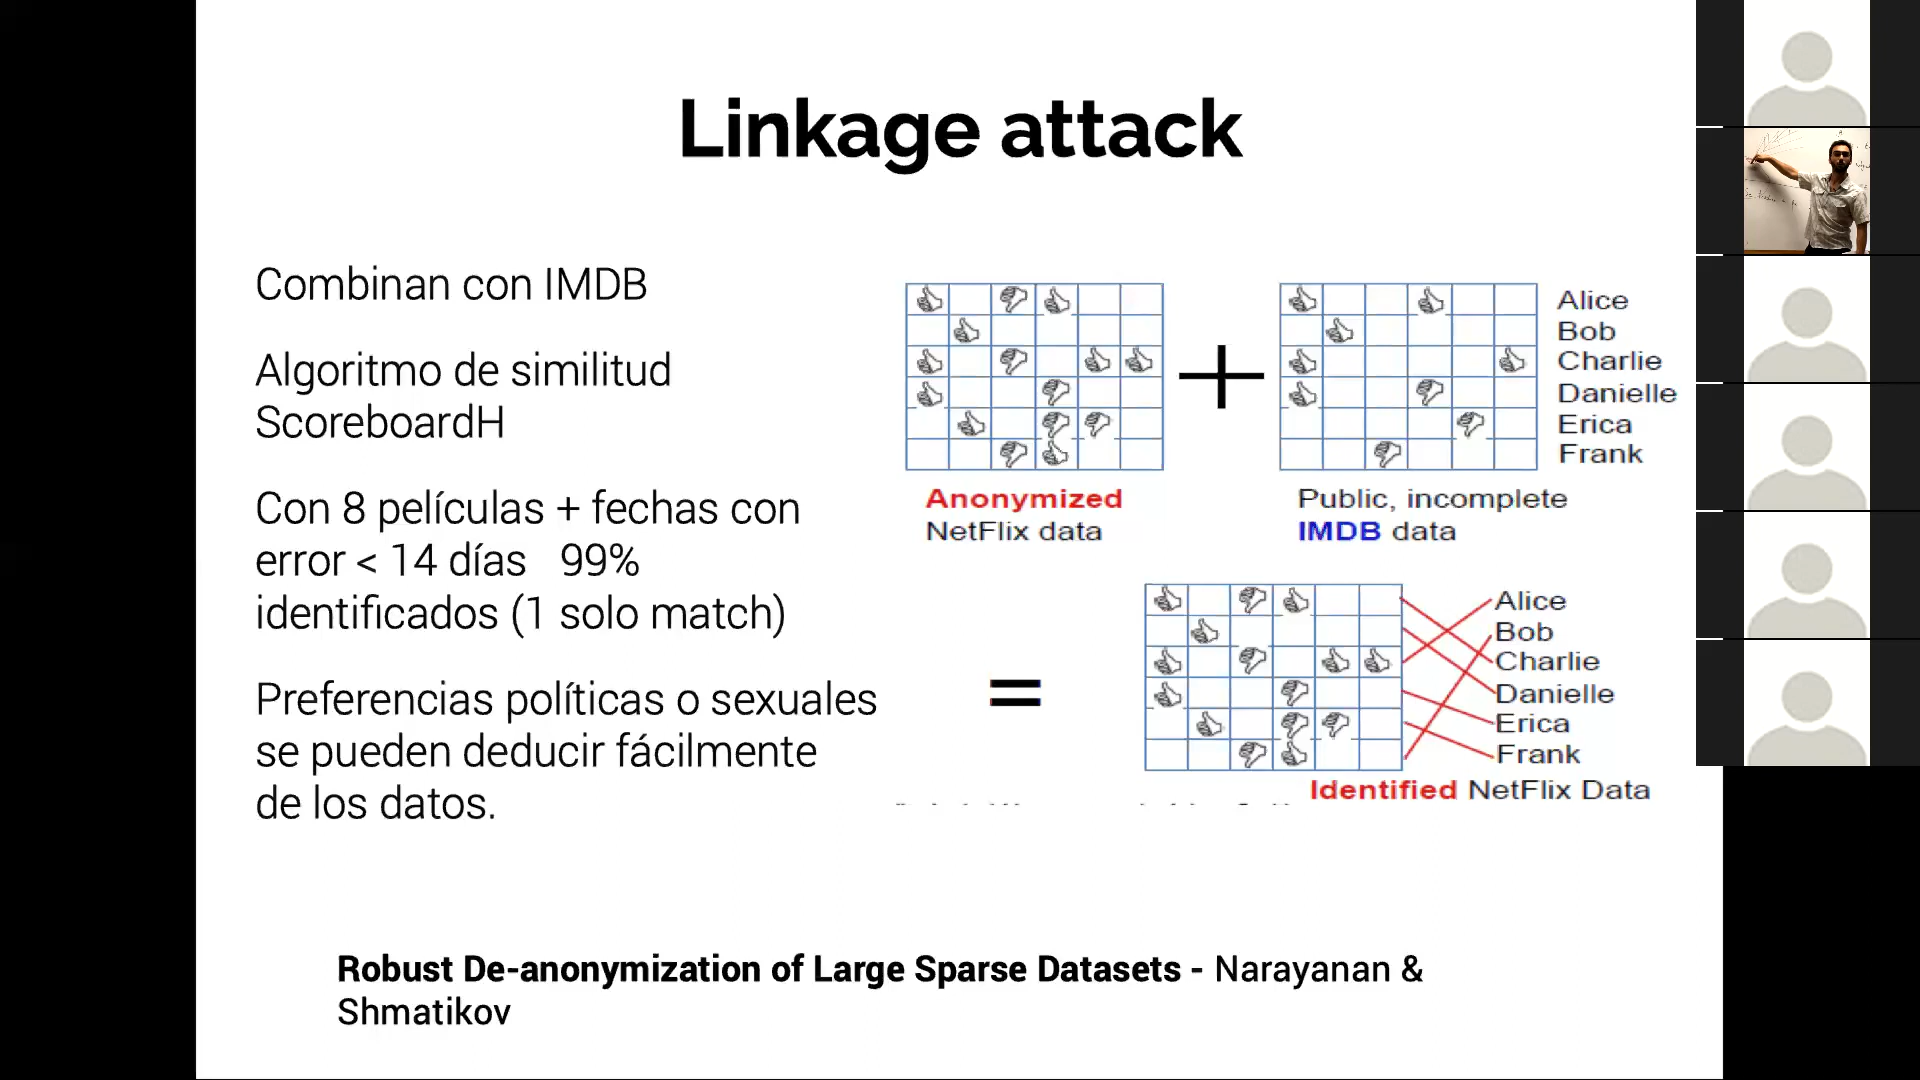 Linkage attack
Combinan con IMDB
Algoritmo de similitud
ScoreboardH
Con 8 películas + fechas con
error < 14 días 99%
identificados (1 solo match)
Preferencias políticas o sexuales
se pueden deducir fácilmente
de los datos.
+
Alice
Bob
Charlie
Danielle
Erica
Frank
Anonymized
NetFlix data
Public, incomplete
IMDB data
=
Alice
Bob
Charlie
Danielle
Erica
Frank
Identified NetFlix Data
Robust De-anonymization of Large Sparse Datasets - Narayanan &
Shmatikov